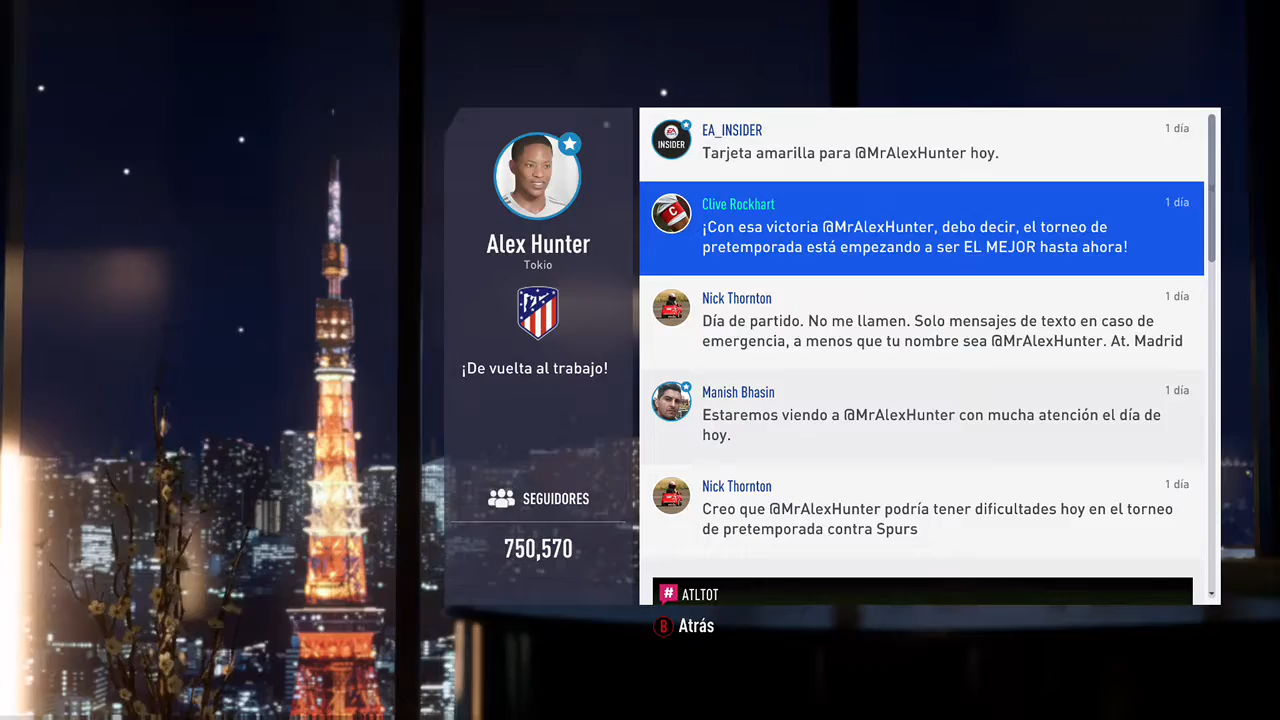 Alex Hunter
Tokio
¡De vuelta al trabajo!
SEGUIDORES
750,570
EA
INSIDER
EA_INSIDER
1 día
Tarjeta amarilla para @MrAlexHunter hoy.
C
Clive Rockhart
1 día
¡Con esa victoria @MrAlexHunter, debo decir, el torneo de
pretemporada está empezando a ser EL MEJOR hasta ahora!
Nick Thornton
1 día
Día de partido. No me llamen. Solo mensajes de texto en caso de
emergencia, a menos que tu nombre sea @MrAlexHunter. At. Madrid
Manish Bhasin
1 día
Estaremos viendo a @MrAlexHunter con mucha atención el día de
hoy.
Nick Thornton
1 día
Creo que @MrAlexHunter podría tener dificultades hoy en el torneo
de pretemporada contra Spurs
# ATLTOT
B Atrás